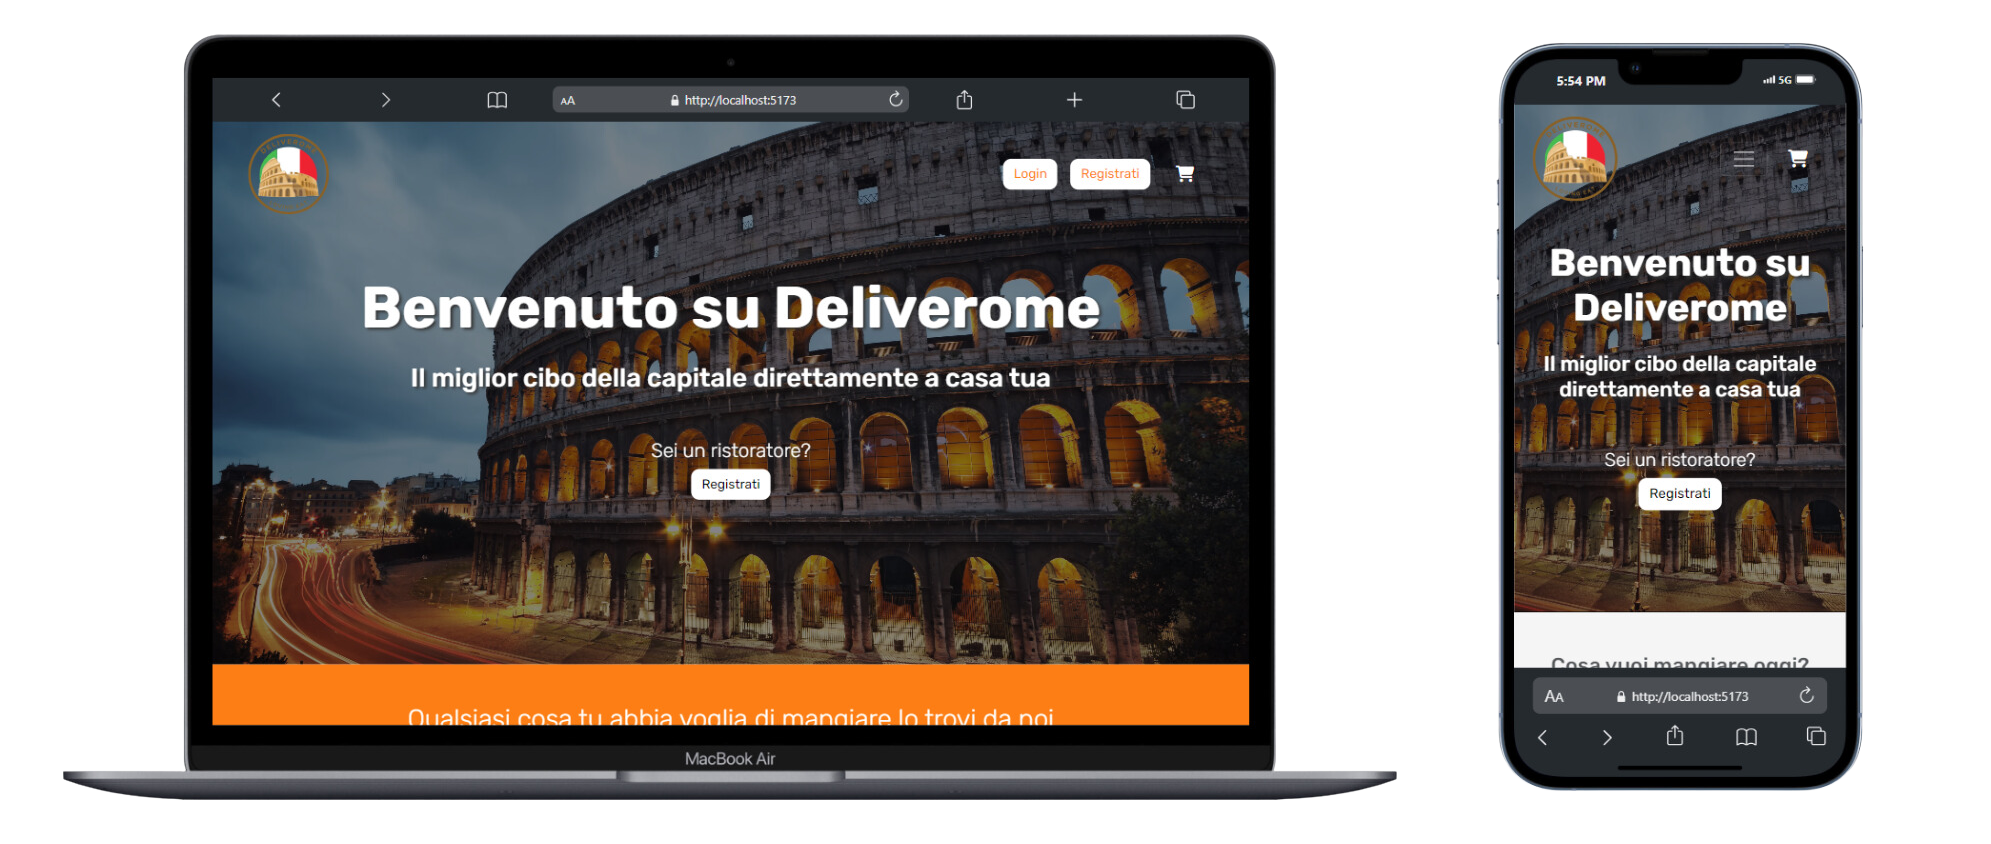 AA
http://localhost:5173
DELIVEROME
Login
Registrati
Benvenuto su Deliverome
Il miglior cibo della capitale direttamente a casa tua
Sei un ristoratore?
Registrati
Qualsiasi cosa tu abbia voglia di mangiare lo trovi da noi
MacBook Air
5:54 PM
5G
DELIVEROME
Benvenuto su
Deliverome
Il miglior cibo della capitale
direttamente a casa tua
Sei un ristoratore?
Registrati
Cosa vuoi mangiare oggi?
AA
http://localhost:5173